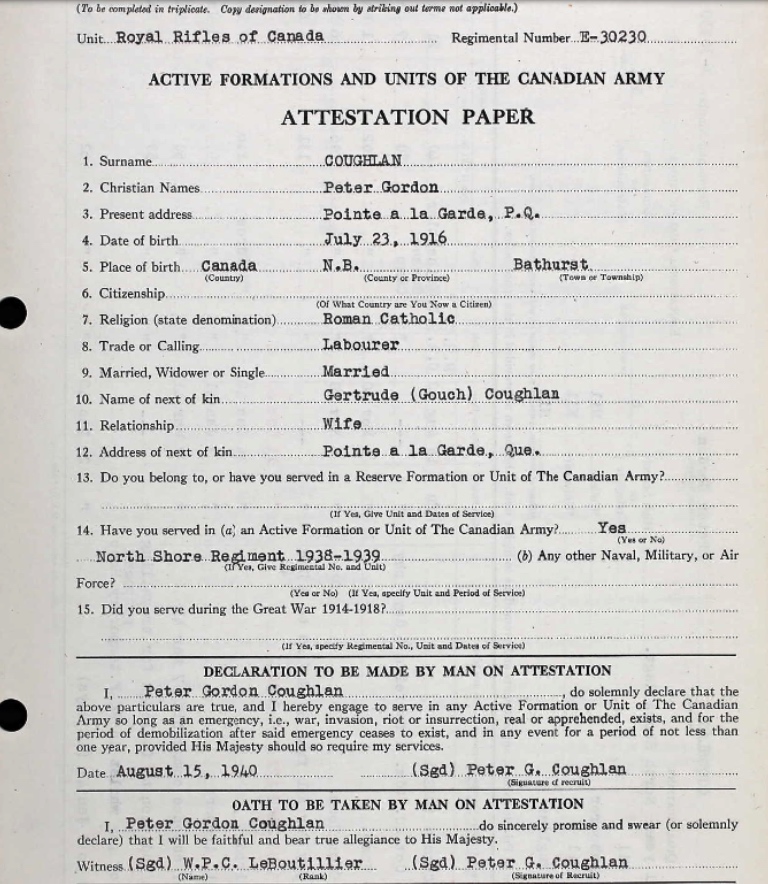 (To be completed in triplicate. Copy designation to be shown by striking out terms not applicable.)
Unit Royal Rifles of Canada Regimental Number E-30230
ACTIVE FORMATIONS AND UNITS OF THE CANADIAN ARMY
ATTESTATION PAPER
1. Surname COUGHLAN
2. Christian Names Peter Gordon
3. Present address Pointe a la Garde, P.Q.
4. Date of birth July 23, 1916
5. Place of birth Canada N.B. Bathurst
(Country) (County or Province) (Town or Township)
6. Citizenship
(Of What Country are You Now a Citizen)
7. Religion (state denomination) Roman Catholic
8. Trade or Calling Labourer
9. Married, Widower or Single Married
10. Name of next of kin Gertrude (Gouch) Coughlan
11. Relationship Wife
12. Address of next of kin Pointe a la Garde, Que.
13. Do you belong to, or have you served in a Reserve Formation or Unit of The Canadian Army?
(If Yes, Give Unit and Dates of Service)
14. Have you served in (a) an Active Formation or Unit of The Canadian Army? Yes
(Yes or No)
North Shore Regiment 1938-1939 (b) Any other Naval, Military, or Air
(If Yes, Give Regimental No. and Unit)
Force?
(Yes or No) (If Yes, specify Unit and Period of Service)
15. Did you serve during the Great War 1914-1918?
(If Yes, specify Regimental No., Unit and Dates of Service)
DECLARATION TO BE MADE BY MAN ON ATTESTATION
I, Peter Gordon Coughlan, do solemnly declare that the
above particulars are true, and I hereby engage to serve in any Active Formation or Unit of The Canadian
Army so long as an emergency, i.e., war, invasion, riot or insurrection, real or apprehended, exists, and for the
period of demobilization after said emergency ceases to exist, and in any event for a period of not less than
one year, provided His Majesty should so require my services.
Date August 15, 1940 (Sgd) Peter G. Coughlan
(Signature of recruit)
OATH TO BE TAKEN BY MAN ON ATTESTATION
I, Peter Gordon Coughlan do sincerely promise and swear (or solemnly
declare) that I will be faithful and bear true allegiance to His Majesty.
Witness (Sgd) W.P.C. LeBoutillier (Sgd) Peter G. Coughlan
(Name) (Rank) (Signature of Recruit)